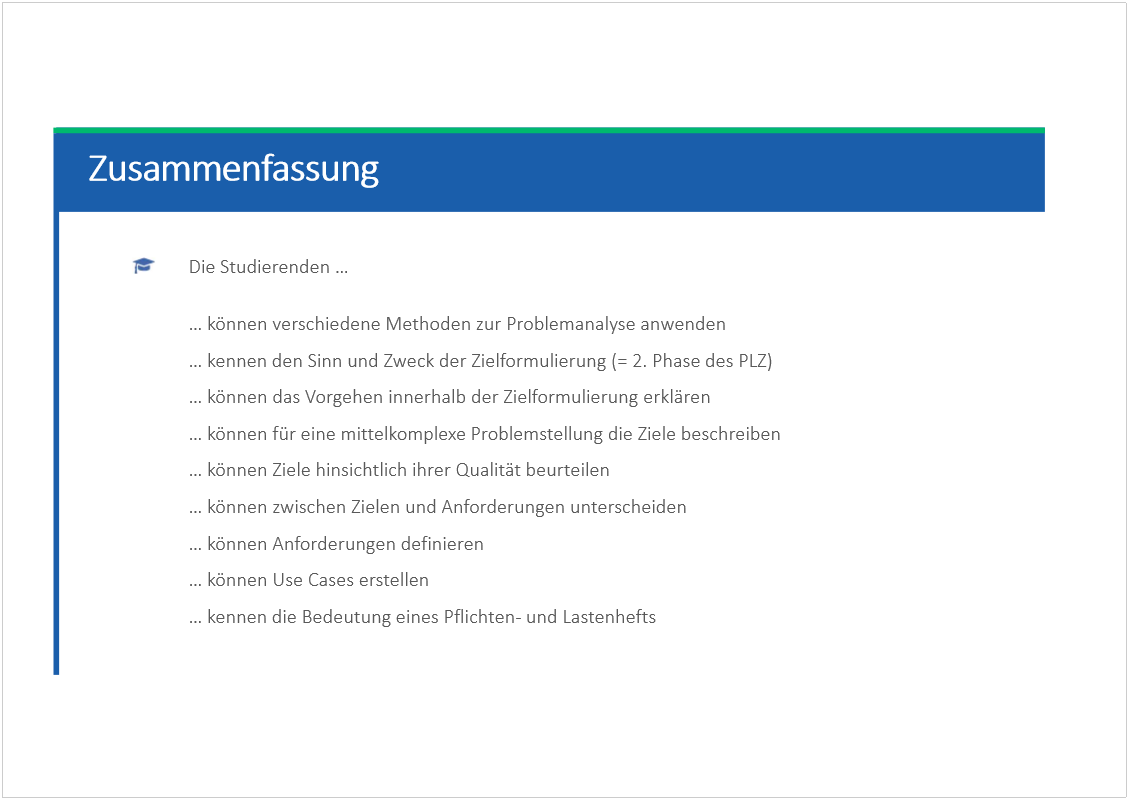 Zusammenfassung
Die Studierenden …
… können verschiedene Methoden zur Problemanalyse anwenden
… kennen den Sinn und Zweck der Zielformulierung (= 2. Phase des PLZ)
… können das Vorgehen innerhalb der Zielformulierung erklären
… können für eine mittelkomplexe Problemstellung die Ziele beschreiben
… können Ziele hinsichtlich ihrer Qualität beurteilen
… können zwischen Zielen und Anforderungen unterscheiden
… können Anforderungen definieren
… können Use Cases erstellen
… kennen die Bedeutung eines Pflichten- und Lastenhefts